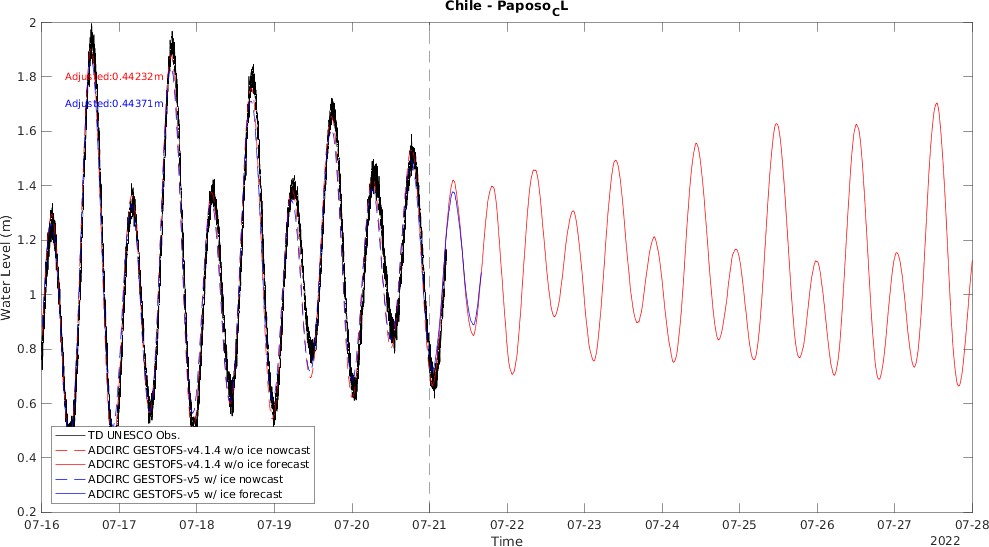 Chile - Paposo_CL
2
1.8
1.6
1.4
1.2
1
0.8
0.6
0.4
0.2
Water Level (m)
Adjusted:0.44232m
Adjusted:0.44371m
TD UNESCO Obs.
ADCIRC GESTOFS-v4.1.4 w/o ice nowcast
ADCIRC GESTOFS-v4.1.4 w/o ice forecast
ADCIRC GESTOFS-v5 w/ ice nowcast
ADCIRC GESTOFS-v5 w/ ice forecast
07-16 07-17 07-18 07-19 07-20 07-21 07-22 07-23 07-24 07-25 07-26 07-27 07-28
Time
2022